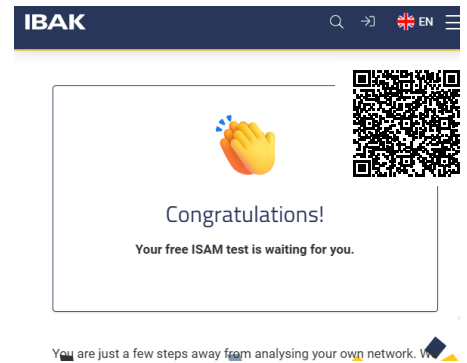 IBAK
EN
Congratulations!
Your free ISAM test is waiting for you.
You are just a few steps away from analysing your own network.